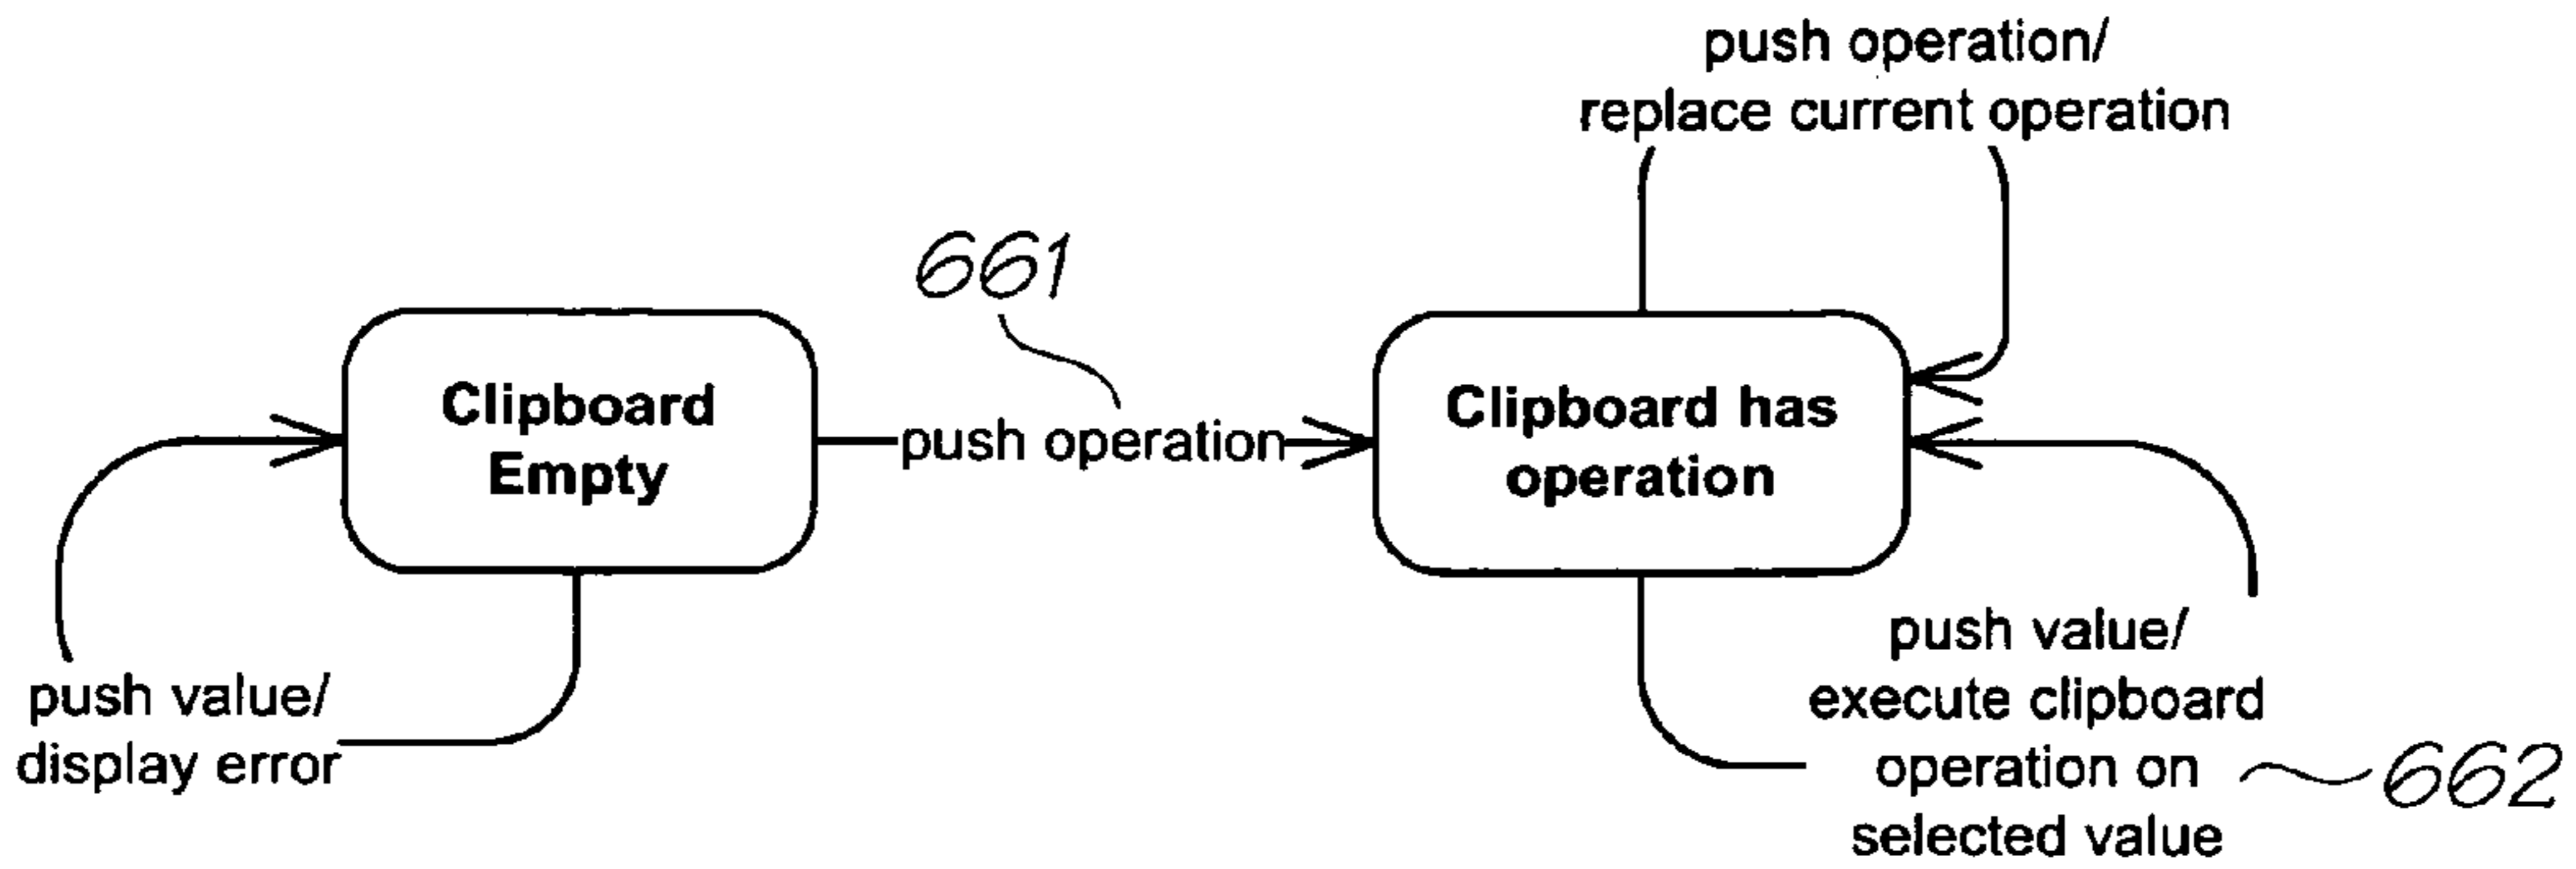 push operation/
replace current operation
661
Clipboard
Empty
push operation
Clipboard has
operation
push value/
display error
push value/
execute clipboard
operation on
selected value
662